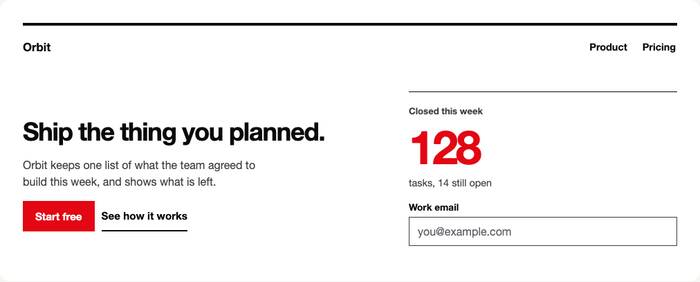 Orbit
Product Pricing
Ship the thing you planned.
Orbit keeps one list of what the team agreed to
build this week, and shows what is left.
Start free
See how it works
Closed this week
128
tasks, 14 still open
Work email
you@example.com